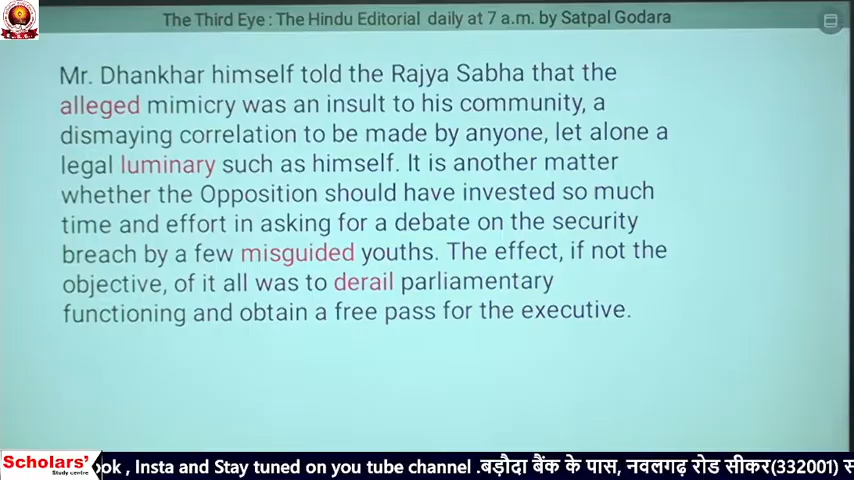 The Third Eye : The Hindu Editorial daily at 7 a.m. by Satpal Godara
Mr. Dhankhar himself told the Rajya Sabha that the
alleged mimicry was an insult to his community, a
dismaying correlation to be made by anyone, let alone a
legal luminary such as himself. It is another matter
whether the Opposition should have invested so much
time and effort in asking for a debate on the security
breach by a few misguided youths. The effect, if not the
objective, of it all was to derail parliamentary
functioning and obtain a free pass for the executive.
Scholars'
Study centre
ook , Insta and Stay tuned on you tube channel .बड़ौदा बैंक के पास, नवलगढ़ रोड सीकर(332001) स